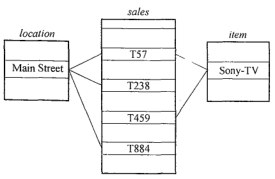 sales
location
item
T57
Main Street
Sony-TV
T238
T459
T884